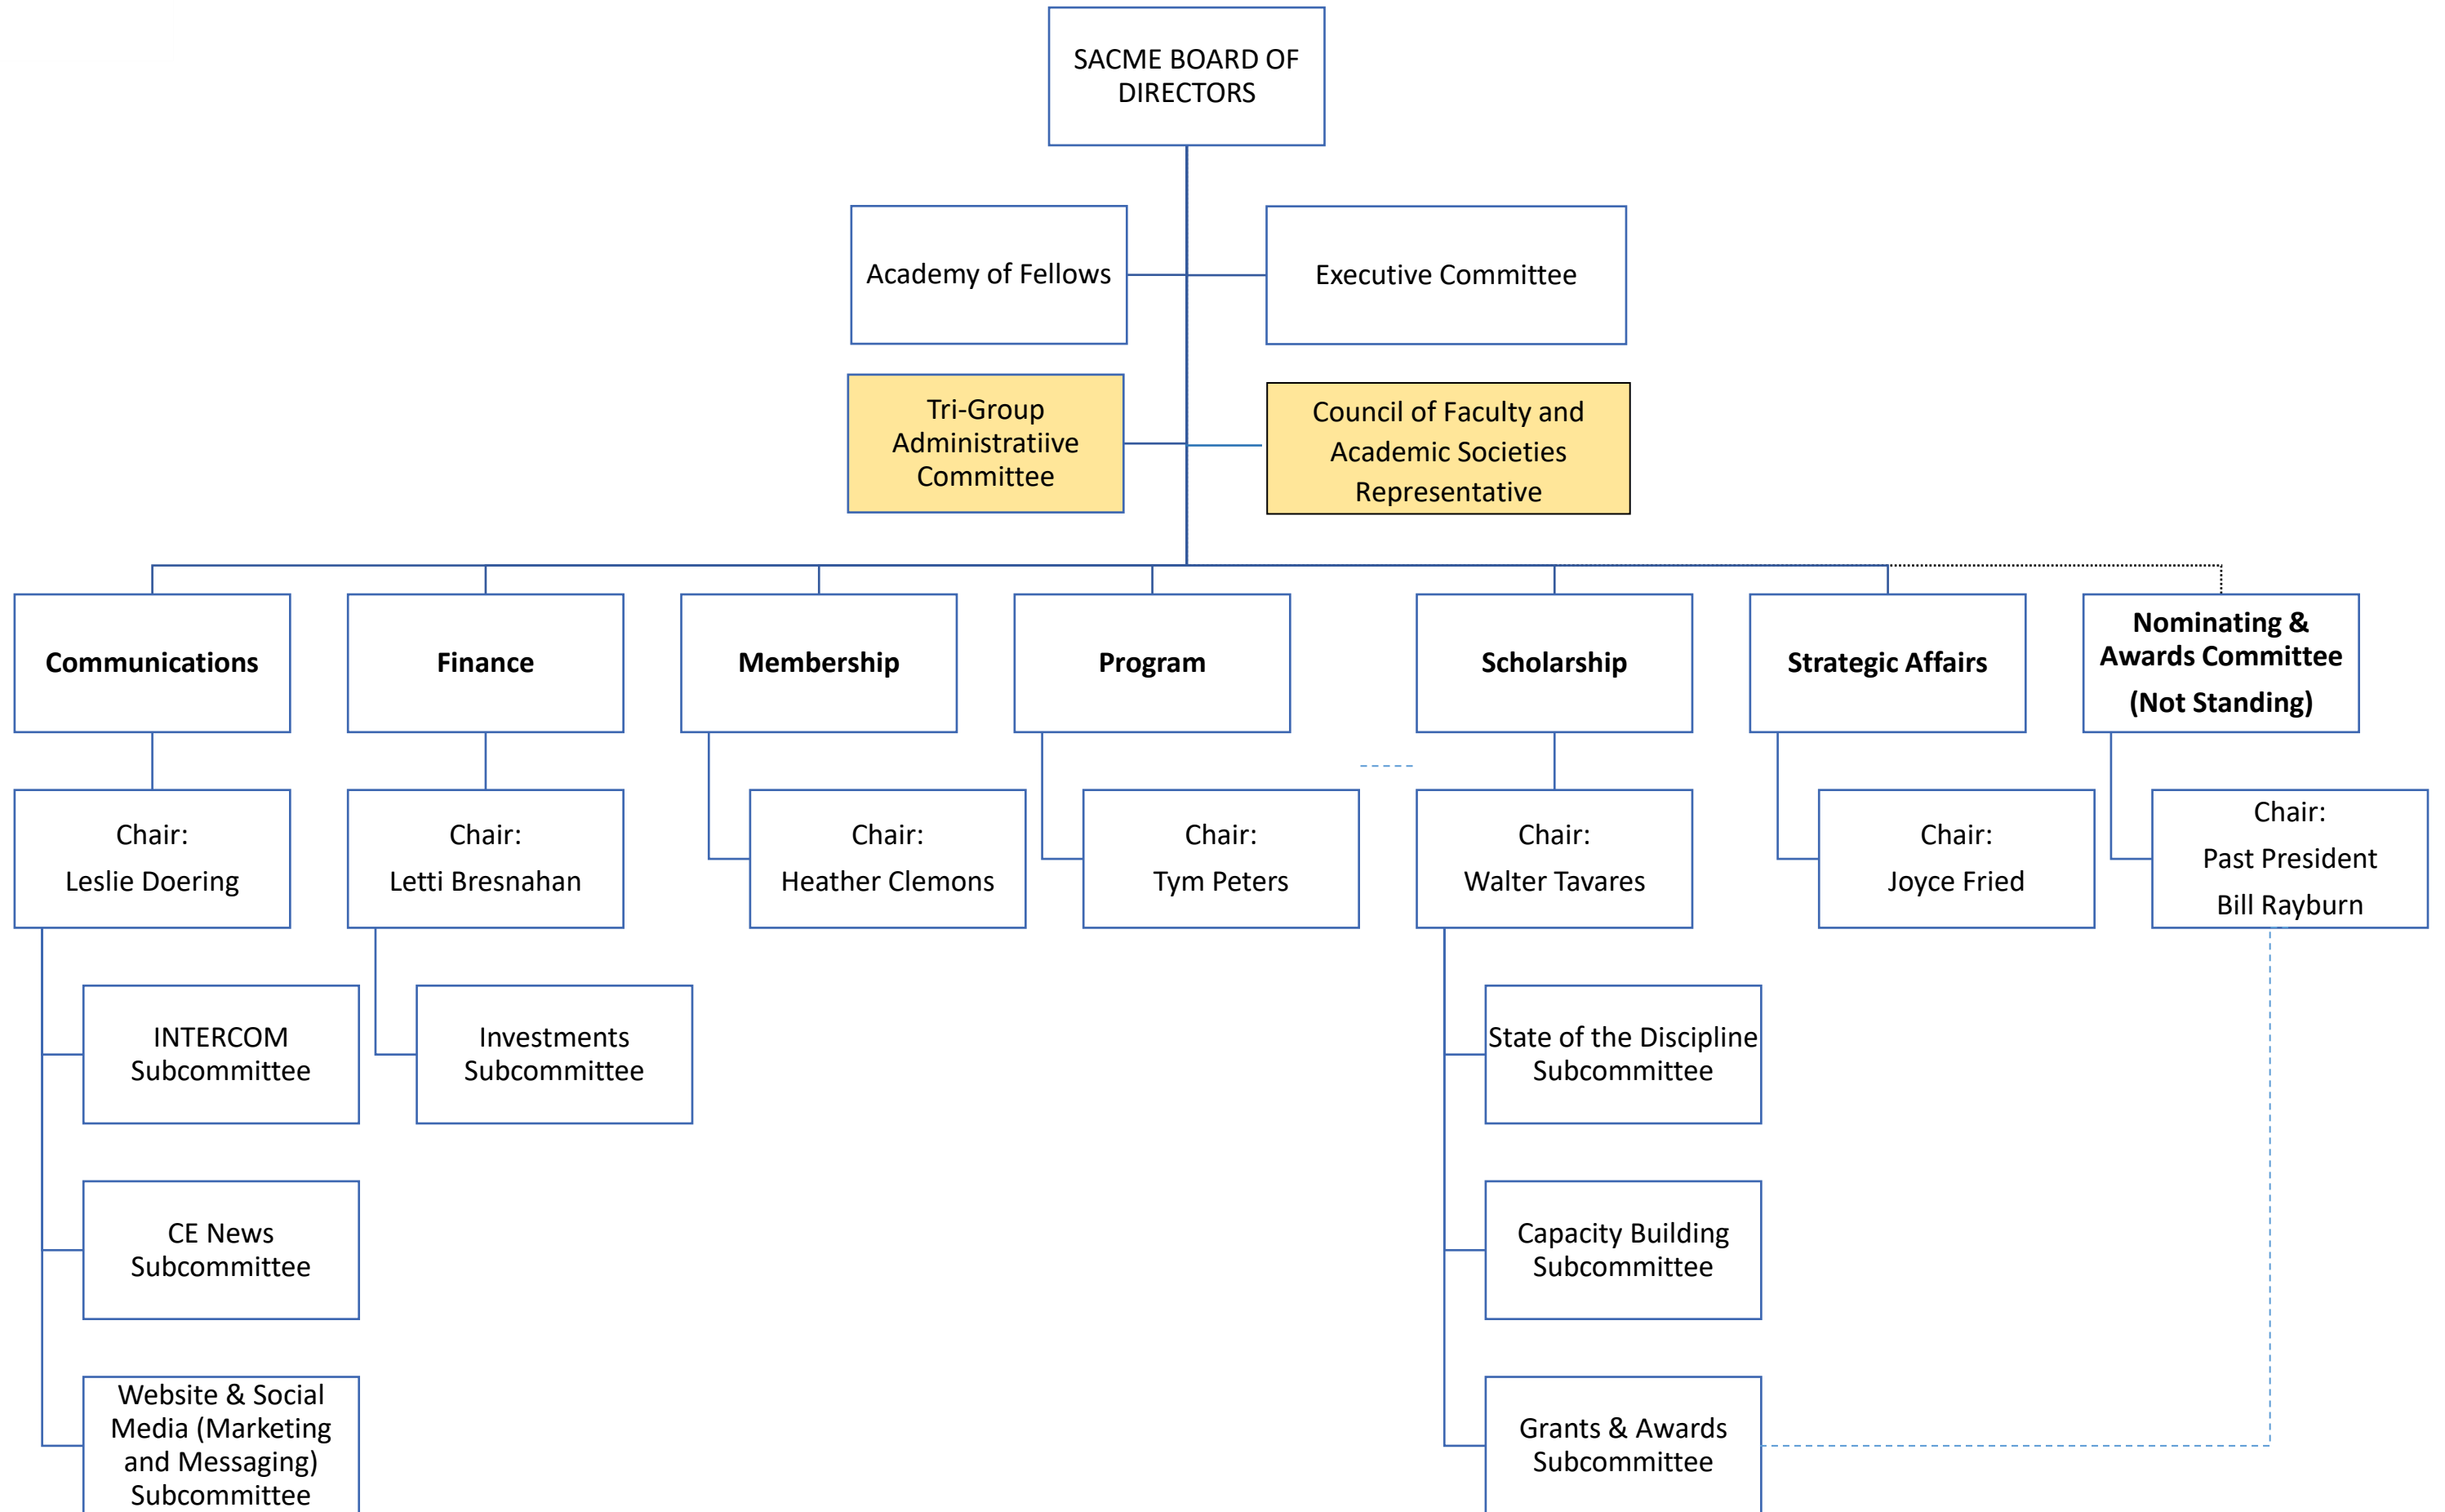 SACME BOARD OF
DIRECTORS
Academy of Fellows
Executive Committee
Tri-Group
Administratiive
Committee
Council of Faculty and
Academic Societies
Representative
Communications
Finance
Membership
Program
Scholarship
Strategic Affairs
Nominating &
Awards Committee
(Not Standing)
Chair:
Leslie Doering
Chair:
Letti Bresnahan
Chair:
Heather Clemons
Chair:
Tym Peters
Chair:
Walter Tavares
Chair:
Joyce Fried
Chair:
Past President
Bill Rayburn
INTERCOM
Subcommittee
Investments
Subcommittee
State of the Discipline
Subcommittee
CE News
Subcommittee
Capacity Building
Subcommittee
Website & Social
Media (Marketing
and Messaging)
Subcommittee
Grants & Awards
Subcommittee